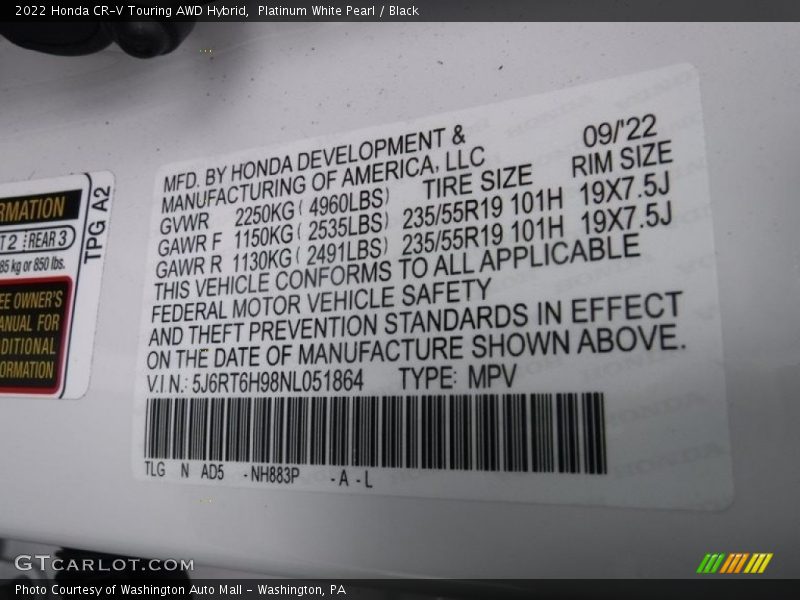 2022 Honda CR-V Touring AWD Hybrid,  Platinum White Pearl / Black
RMATION
T 2 REAR 3
85 kg or 850 lbs.
EE OWNER'S
ANUAL FOR
DDITIONAL
FORMATION
TPG A2
MFD. BY HONDA DEVELOPMENT & 09/'22
MANUFACTURING OF AMERICA, LLC
TIRE SIZE RIM SIZE
GVWR 2250KG ( 4960LBS)
GAWR F 1150KG ( 2535LBS) 235/55R19 101H 19X7.5J
GAWR R 1130KG ( 2491LBS) 235/55R19 101H 19X7.5J
THIS VEHICLE CONFORMS TO ALL APPLICABLE
FEDERAL MOTOR VEHICLE SAFETY
AND THEFT PREVENTION STANDARDS IN EFFECT
ON THE DATE OF MANUFACTURE SHOWN ABOVE.
V.I.N.: 5J6RT6H98NL051864 TYPE: MPV
TLG N AD5 -NH883P -A-L
GTCARLOT.COM
Photo Courtesy of Washington Auto Mall - Washington, PA